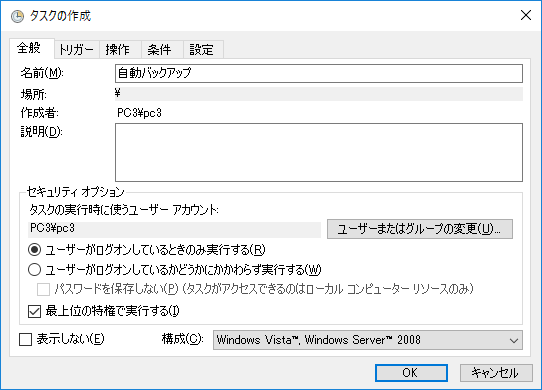 タスクの作成
全般 トリガー 操作 条件 設定
名前(M): 自動バックアップ
場所: ¥
作成者: PC3¥pc3
説明(D):
セキュリティ オプション
タスクの実行時に使うユーザー アカウント:
PC3¥pc3 ユーザーまたはグループの変更(U)...
ユーザーがログオンしているときのみ実行する(R)
ユーザーがログオンしているかどうかにかかわらず実行する(W)
パスワードを保存しない(P) (タスクがアクセスできるのはローカル コンピューター リソースのみ)
最上位の特権で実行する(I)
表示しない(E) 構成(C): Windows Vista™, Windows Server™ 2008
OK キャンセル